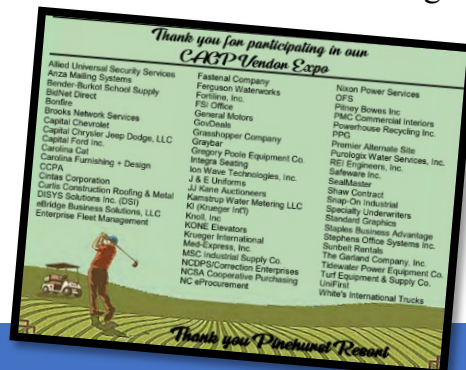 Thank you for participating in our
CAGP Vendor Expo
Allied Universal Security Services
Anza Mailing Systems
Bender-Burkot School Supply
BidNet Direct
Bonfire
Brooks Network Services
Capital Chevrolet
Capital Chrysler Jeep Dodge, LLC
Capital Ford Inc.
Carolina Cat
Carolina Furnishing + Design
CCPA
Cintas Corporation
Curtis Construction Roofing & Metal
DISYS Solutions Inc. (DSI)
eBridge Business Solutions, LLC
Enterprise Fleet Management
Fastenal Company
Ferguson Waterworks
Fortiline, Inc.
FSI Office
General Motors
GovDeals
Grasshopper Company
Graybar
Gregory Poole Equipment Co.
Integra Seating
Ion Wave Technologies, Inc.
J & E Uniforms
JJ Kane Auctioneers
Kamstrup Water Metering LLC
KI (Krueger Int'l)
Knoll, Inc
KONE Elevators
Krueger International
Med-Express, Inc.
MSC Industrial Supply Co.
NCDPS/Correction Enterprises
NCSA Cooperative Purchasing
NC eProcurement
Nixon Power Services
OFS
Pitney Bowes Inc
PMC Commercial Interiors
Powerhouse Recycling Inc.
PPG
Premier Alternate Site
Purologix Water Services, Inc.
REI Engineers, Inc.
Safeware Inc.
SealMaster
Shaw Contract
Snap-On Industrial
Specialty Underwriters
Standard Graphics
Staples Business Advantage
Stephens Office Systems Inc.
Sunbelt Rentals
The Garland Company, Inc.
Tidewater Power Equipment Co.
Turf Equipment & Supply Co.
UniFirst
White's International Trucks
Thank you Pinehurst Resort